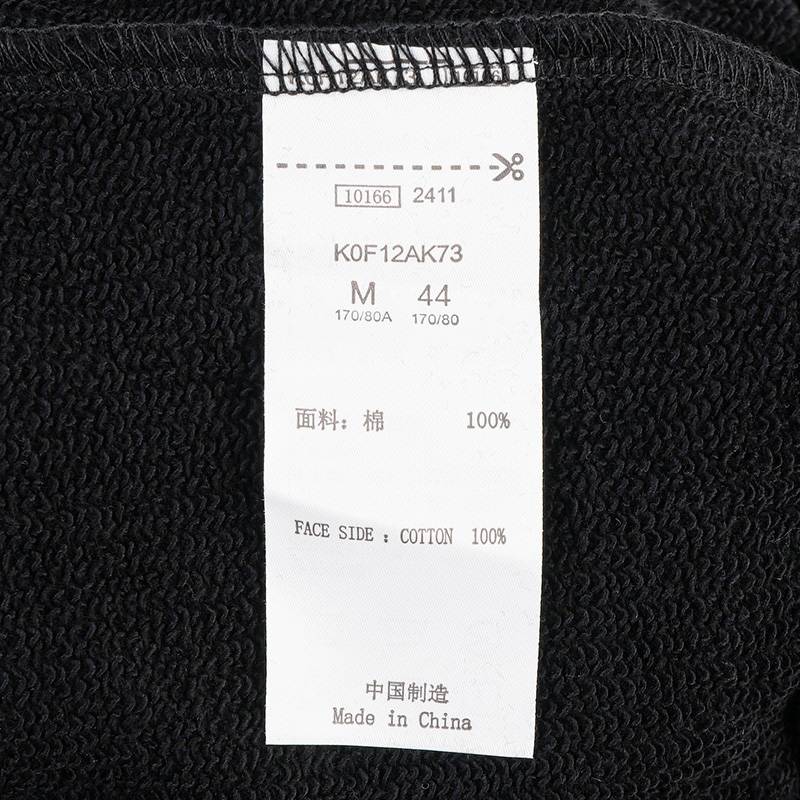 10166 2411
K0F12AK73
M 44
170/80A 170/80
面料：棉 100%
FACE SIDE : COTTON 100%
中国制造
Made in China